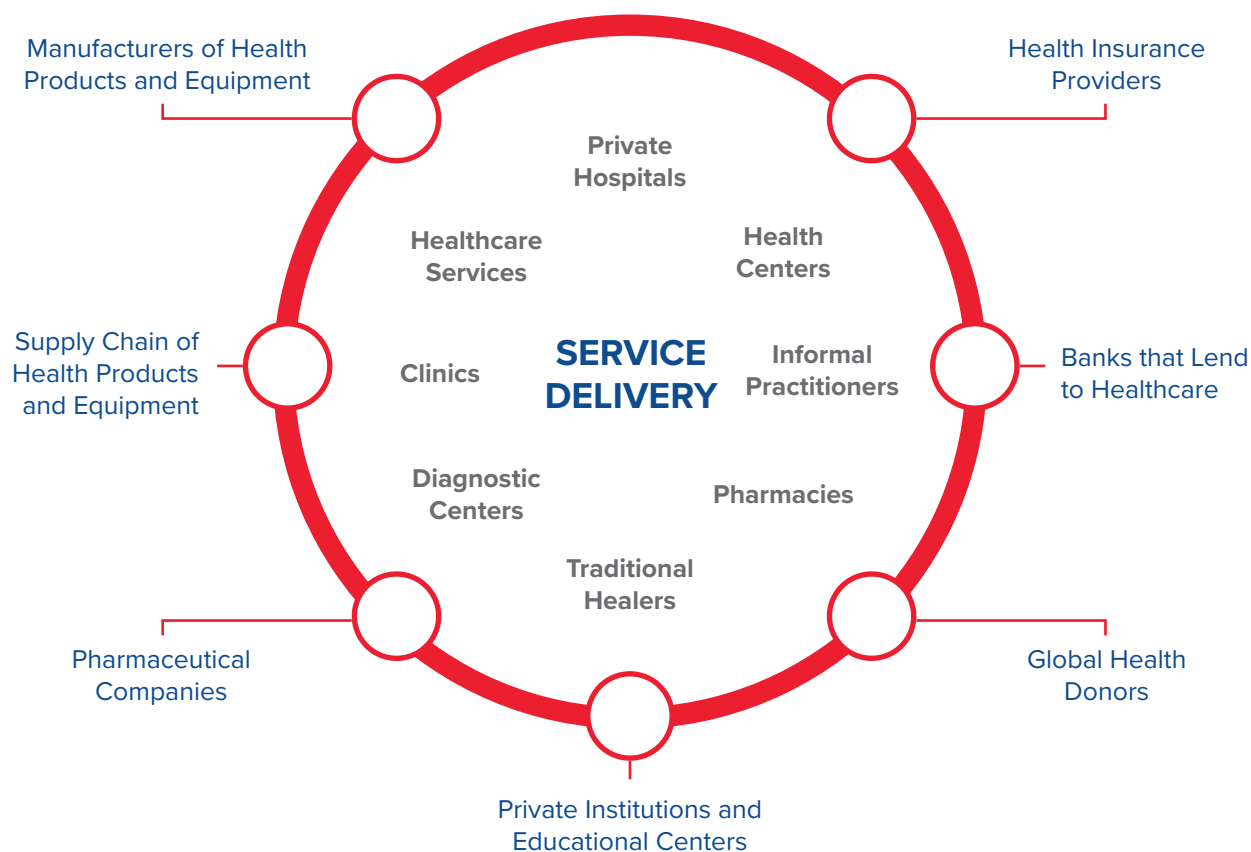 Manufacturers of Health
Products and Equipment
Health Insurance
Providers
Private
Hospitals
Healthcare
Services
Health
Centers
Supply Chain of
Health Products
and Equipment
Clinics
SERVICE
DELIVERY
Informal
Practitioners
Banks that Lend
to Healthcare
Diagnostic
Centers
Pharmacies
Traditional
Healers
Pharmaceutical
Companies
Global Health
Donors
Private Institutions and
Educational Centers